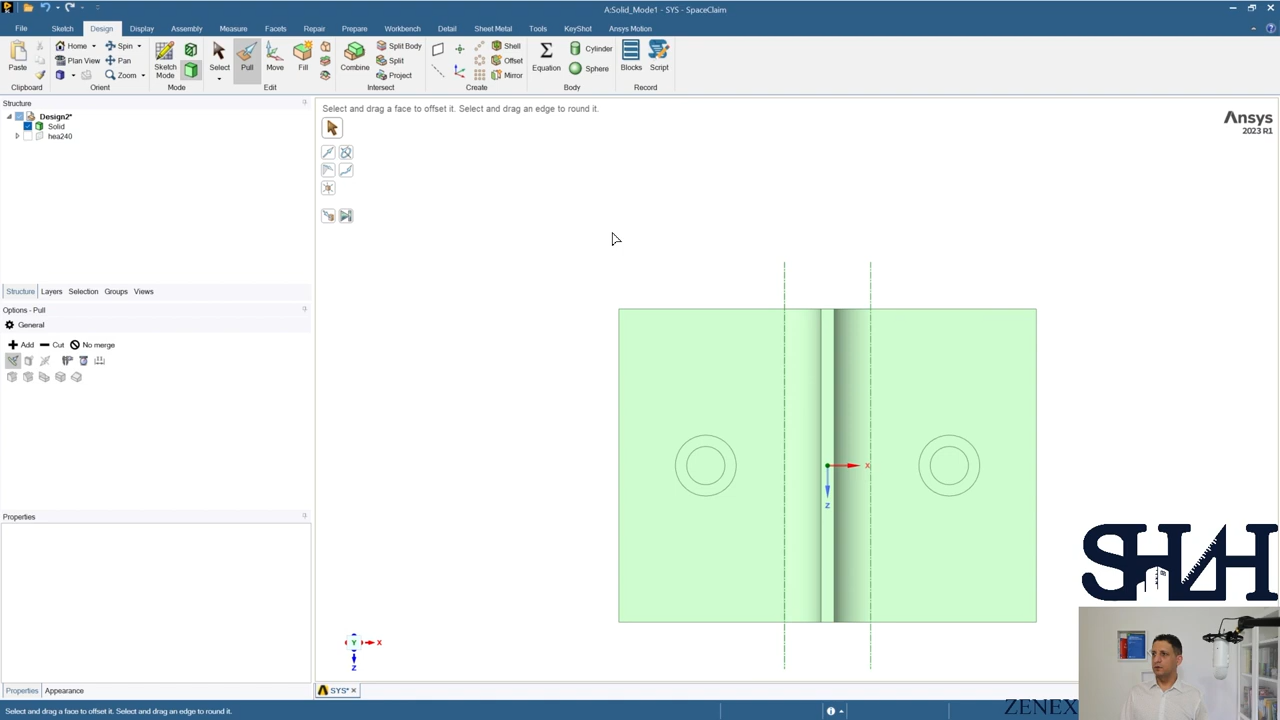 A:Solid_Mode1 - SYS - SpaceClaim
File Sketch Design Display Assembly Measure Facets Repair Prepare Workbench Detail Sheet Metal Tools KeyShot Ansys Motion
Home Spin Split Body Shell Cylinder
Plan View Pan Split Offset
Zoom Project Mirror Sphere
Paste Sketch Mode Select Pull Move Fill Combine Equation Blocks Script
Clipboard Orient Mode Edit Intersect Create Body Record
Structure
Design2*
Solid
hea240
Select and drag a face to offset it. Select and drag an edge to round it.
Ansys
2023 R1
Structure Layers Selection Groups Views
Options - Pull
General
Add Cut No merge
X
Z
Properties
Y X
Z
Properties Appearance
SYS*
SHZH
Select and drag a face to offset it. Select and drag an edge to round it.
ZENEX